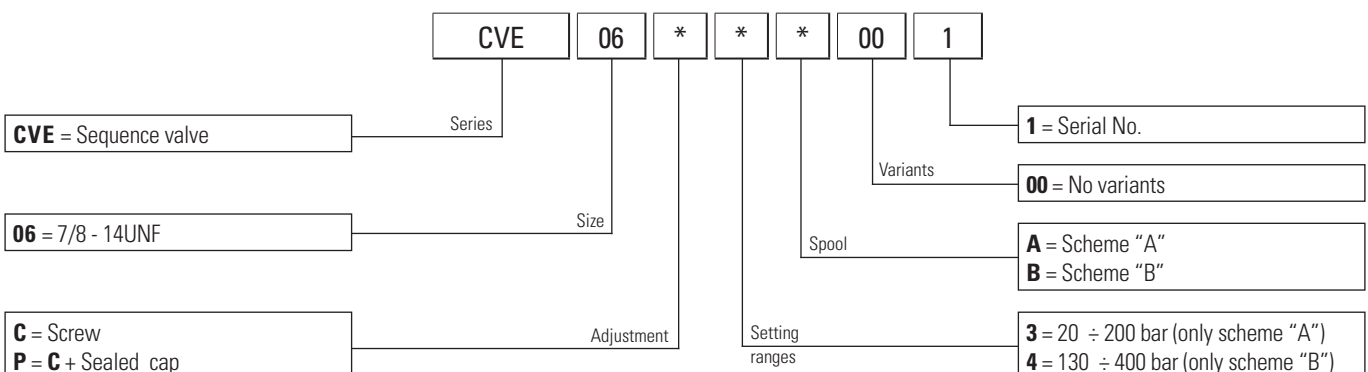 CVE 06 * * * 00 1
Series
CVE = Sequence valve
1 = Serial No.
Variants
00 = No variants
Size
06 = 7/8 - 14UNF
Spool
A = Scheme “A”
B = Scheme “B”
C = Screw
P = C + Sealed cap
Adjustment
Setting
ranges
3 = 20 ÷ 200 bar (only scheme “A”)
4 = 130 ÷ 400 bar (only scheme “B”)